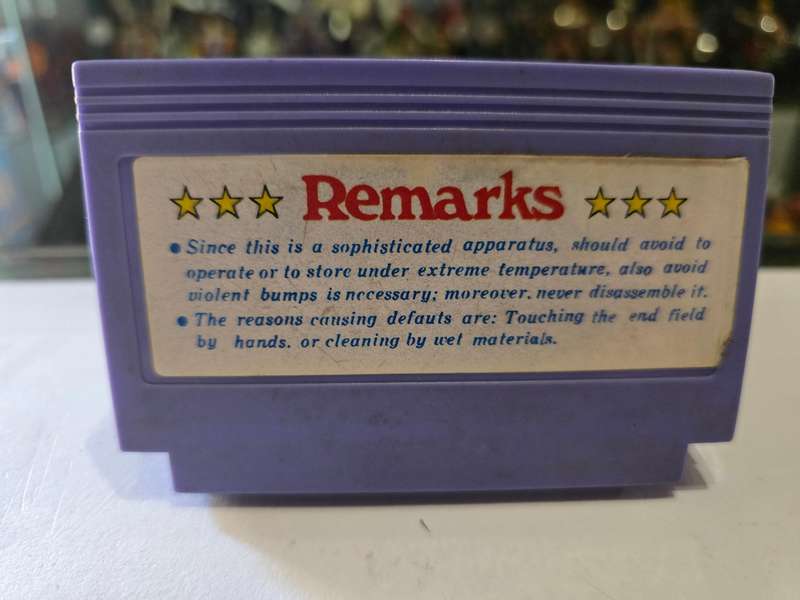 Remarks
• Since this is a sophisticated apparatus, should avoid to
operate or to store under extreme temperature, also avoid
violent bumps is necessary; moreover, never disassemble it.
• The reasons causing defauts are: Touching the end field
by hands. or cleaning by wet materials.